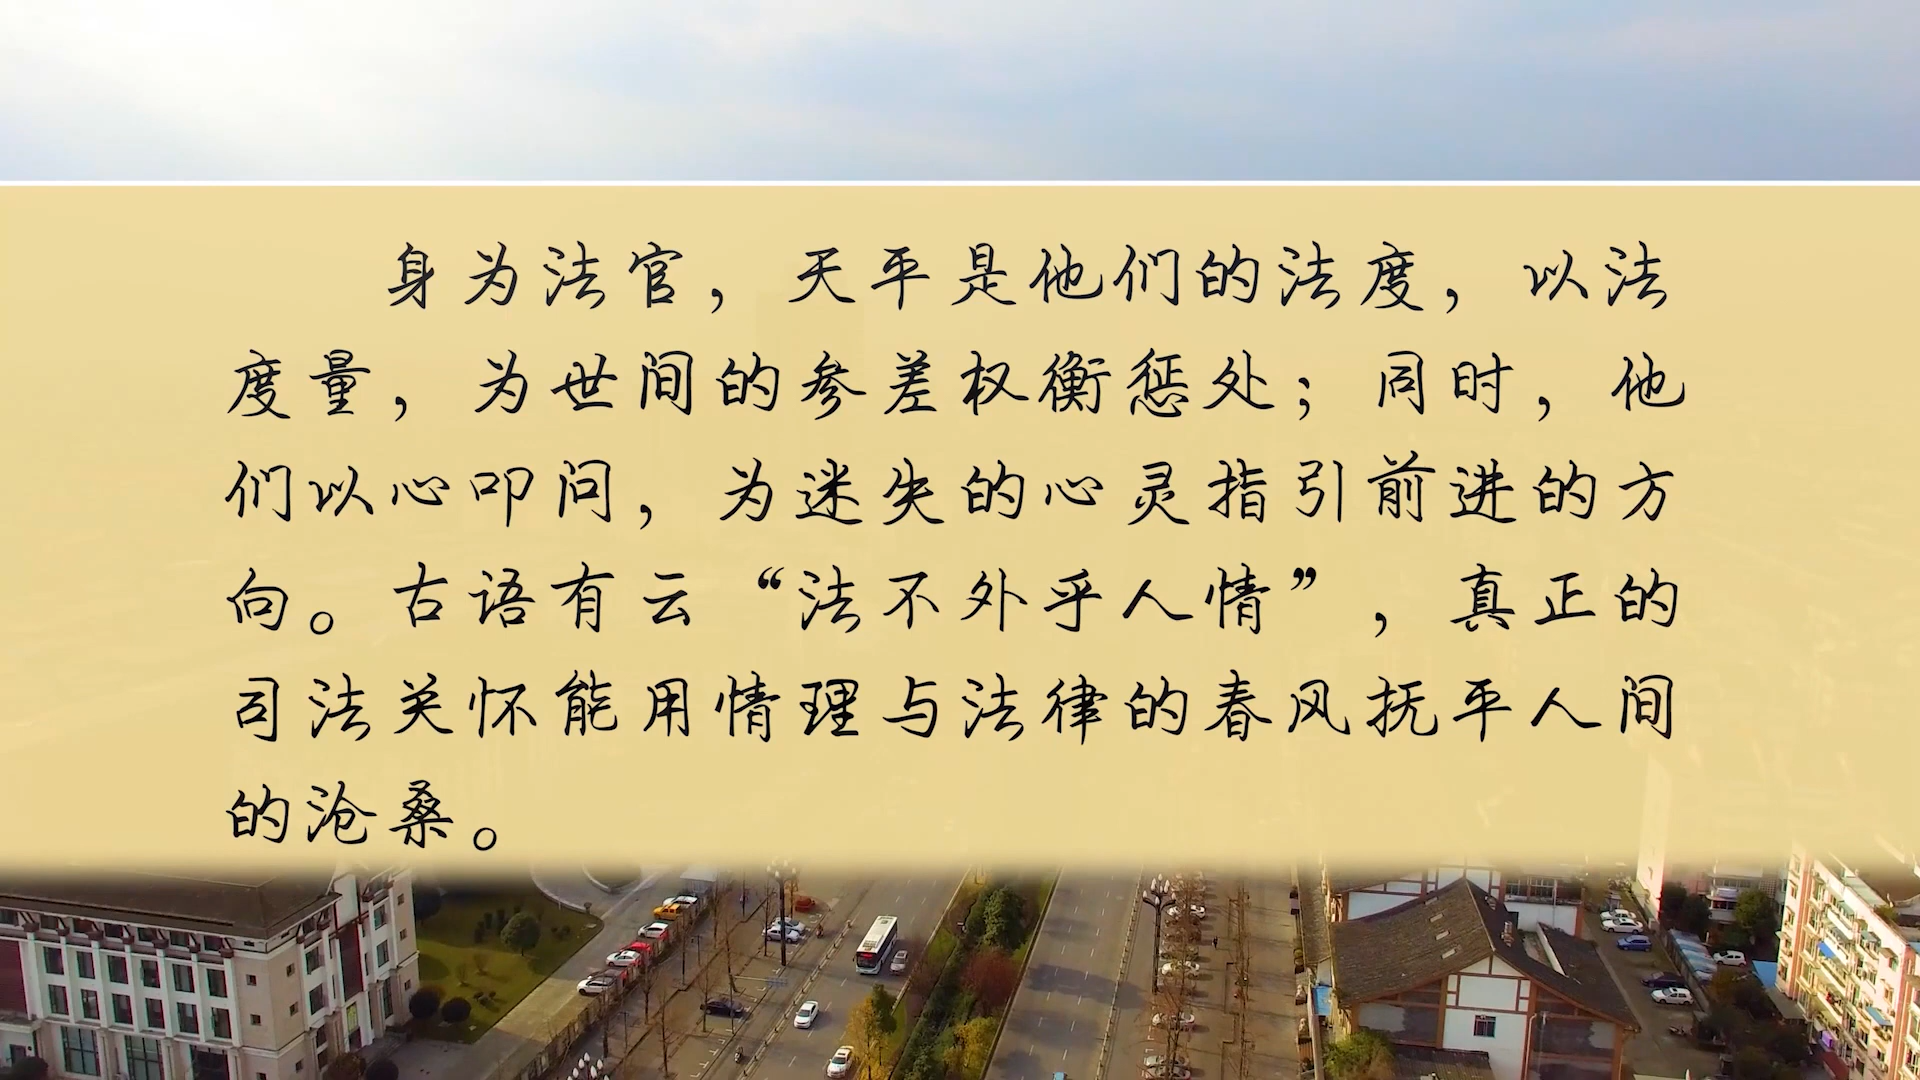 身为法官，天平是他们的法度，以法
度量，为世间的参差权衡惩处；同时，他
们以心叩问，为迷失的心灵指引前进的方
向。古语有云“法不外乎人情”，真正的
司法关怀能用情理与法律的春风抚平人间
的沧桑。